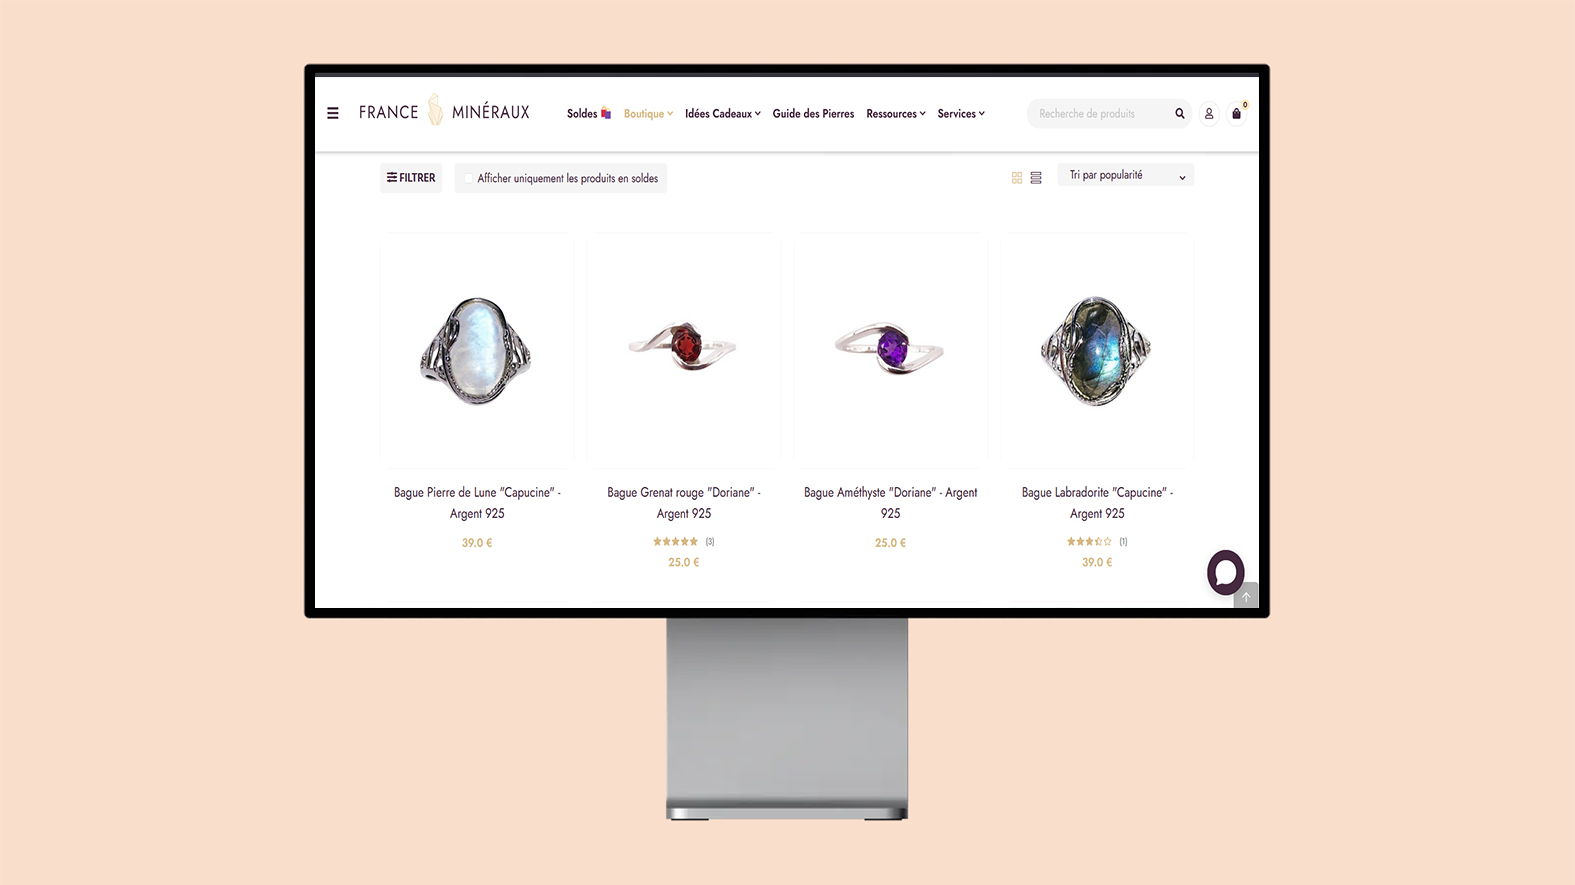 FRANCE MINÉRAUX
Soldes Boutique Idées Cadeaux Guide des Pierres Ressources Services
Recherche de produits
0
FILTRER
Afficher uniquement les produits en soldes
Tri par popularité
Bague Pierre de Lune "Capucine" -
Argent 925
39.0 €
Bague Grenat rouge "Doriane" -
Argent 925
(3)
25.0 €
Bague Améthyste "Doriane" - Argent
925
25.0 €
Bague Labradorite "Capucine" -
Argent 925
(1)
39.0 €